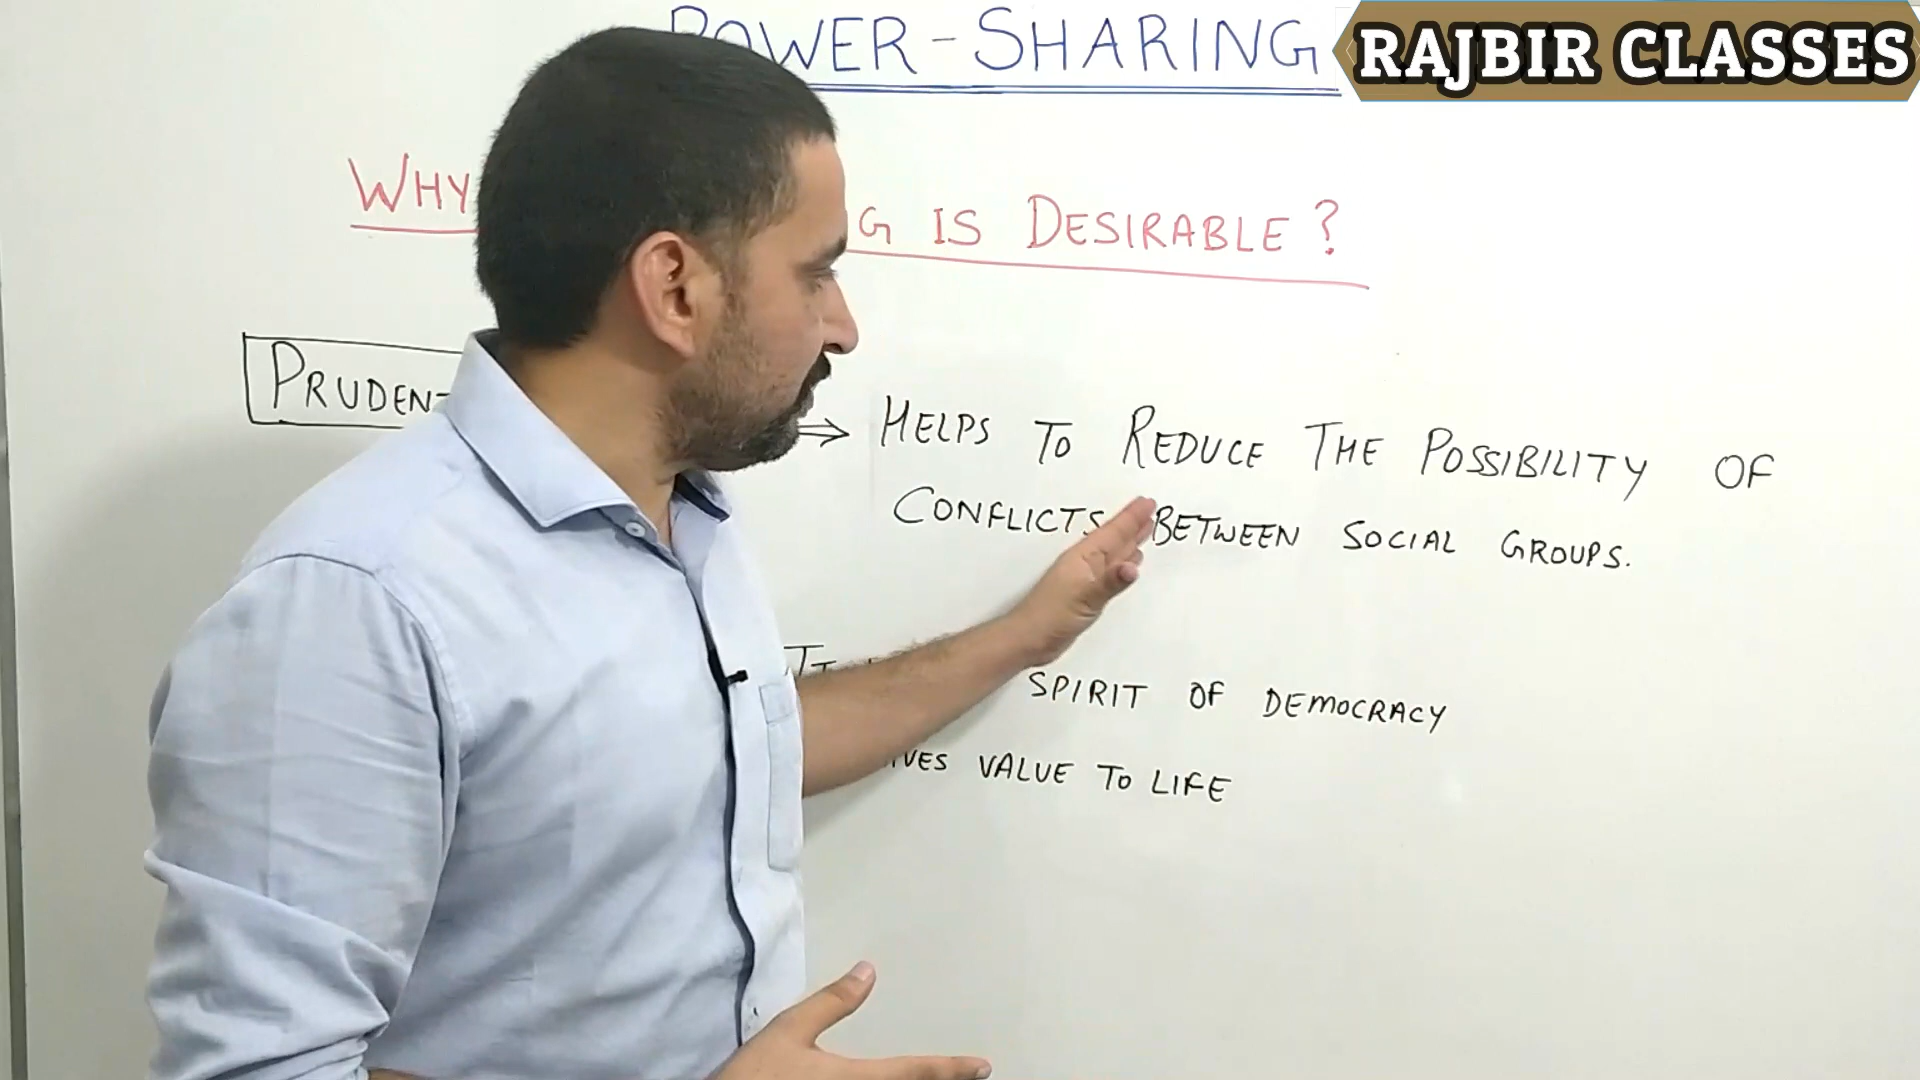 POWER-SHARING
RAJBIR CLASSES
WHY G IS DESIRABLE ?
PRUDEN
⇒ HELPS TO REDUCE THE POSSIBILITY OF
CONFLICTS BETWEEN SOCIAL GROUPS.
SPIRIT OF DEMOCRACY
VALUE TO LIFE